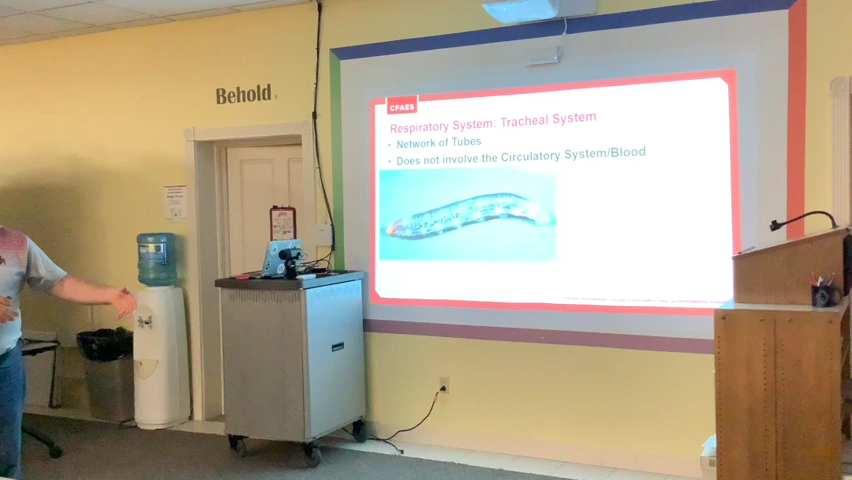 Behold.
CFAES
Respiratory System: Tracheal System
• Network of Tubes
• Does not involve the Circulatory System/Blood